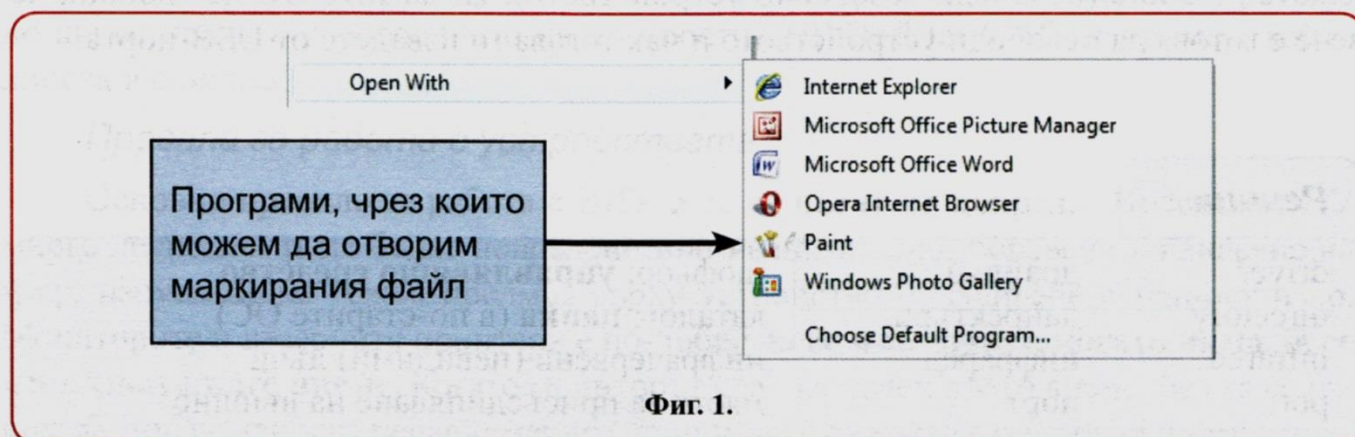 Open With
Програми, чрез които
можем да отворим
маркирания файл
Internet Explorer
Microsoft Office Picture Manager
Microsoft Office Word
Opera Internet Browser
Paint
Windows Photo Gallery
Choose Default Program...
Фиг. 1.